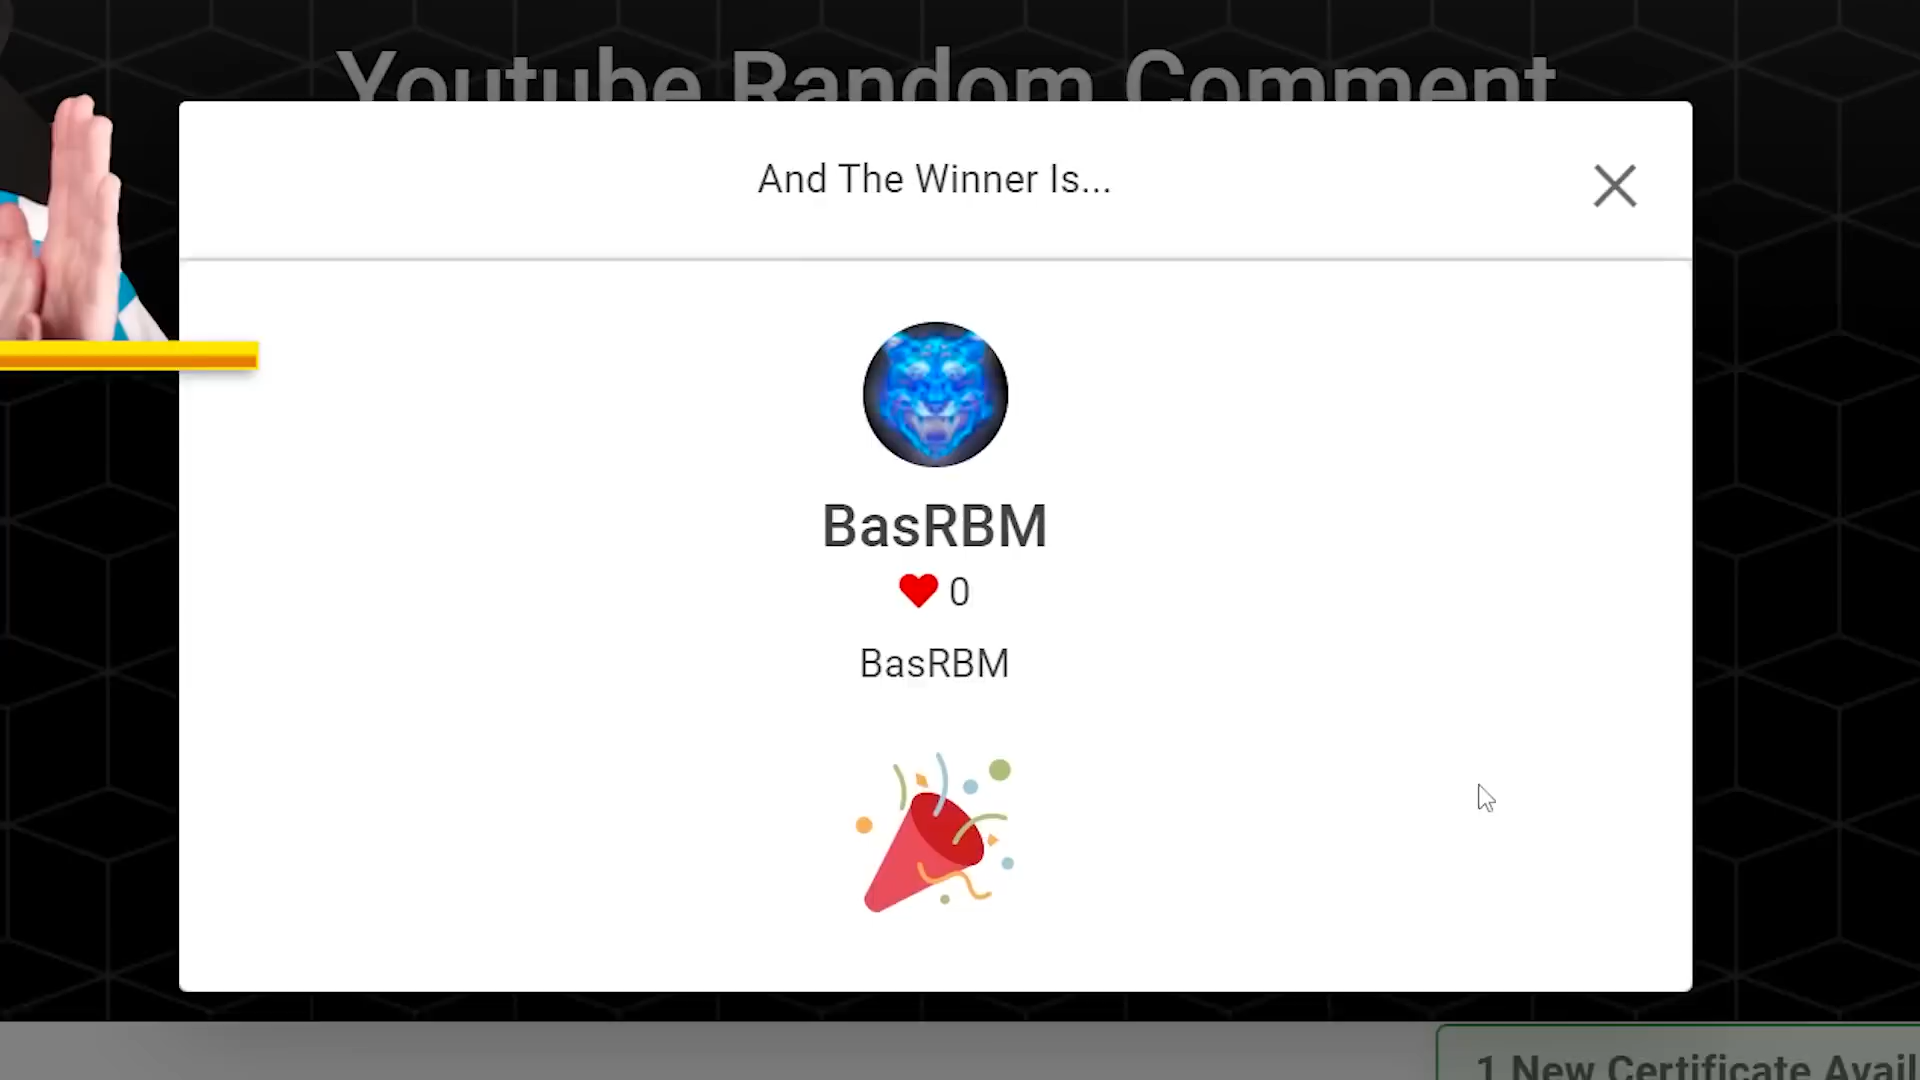 Youtube Random Comment
And The Winner Is...
BasRBM
0
BasRBM
1 New Certificate Avail